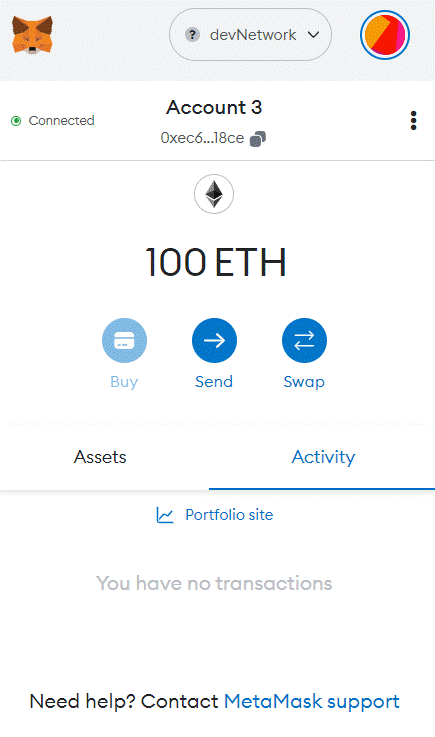 devNetwork
Account 3
Connected
0xec6...18ce
100 ETH
Buy Send Swap
Assets Activity
Portfolio site
You have no transactions
Need help? Contact MetaMask support